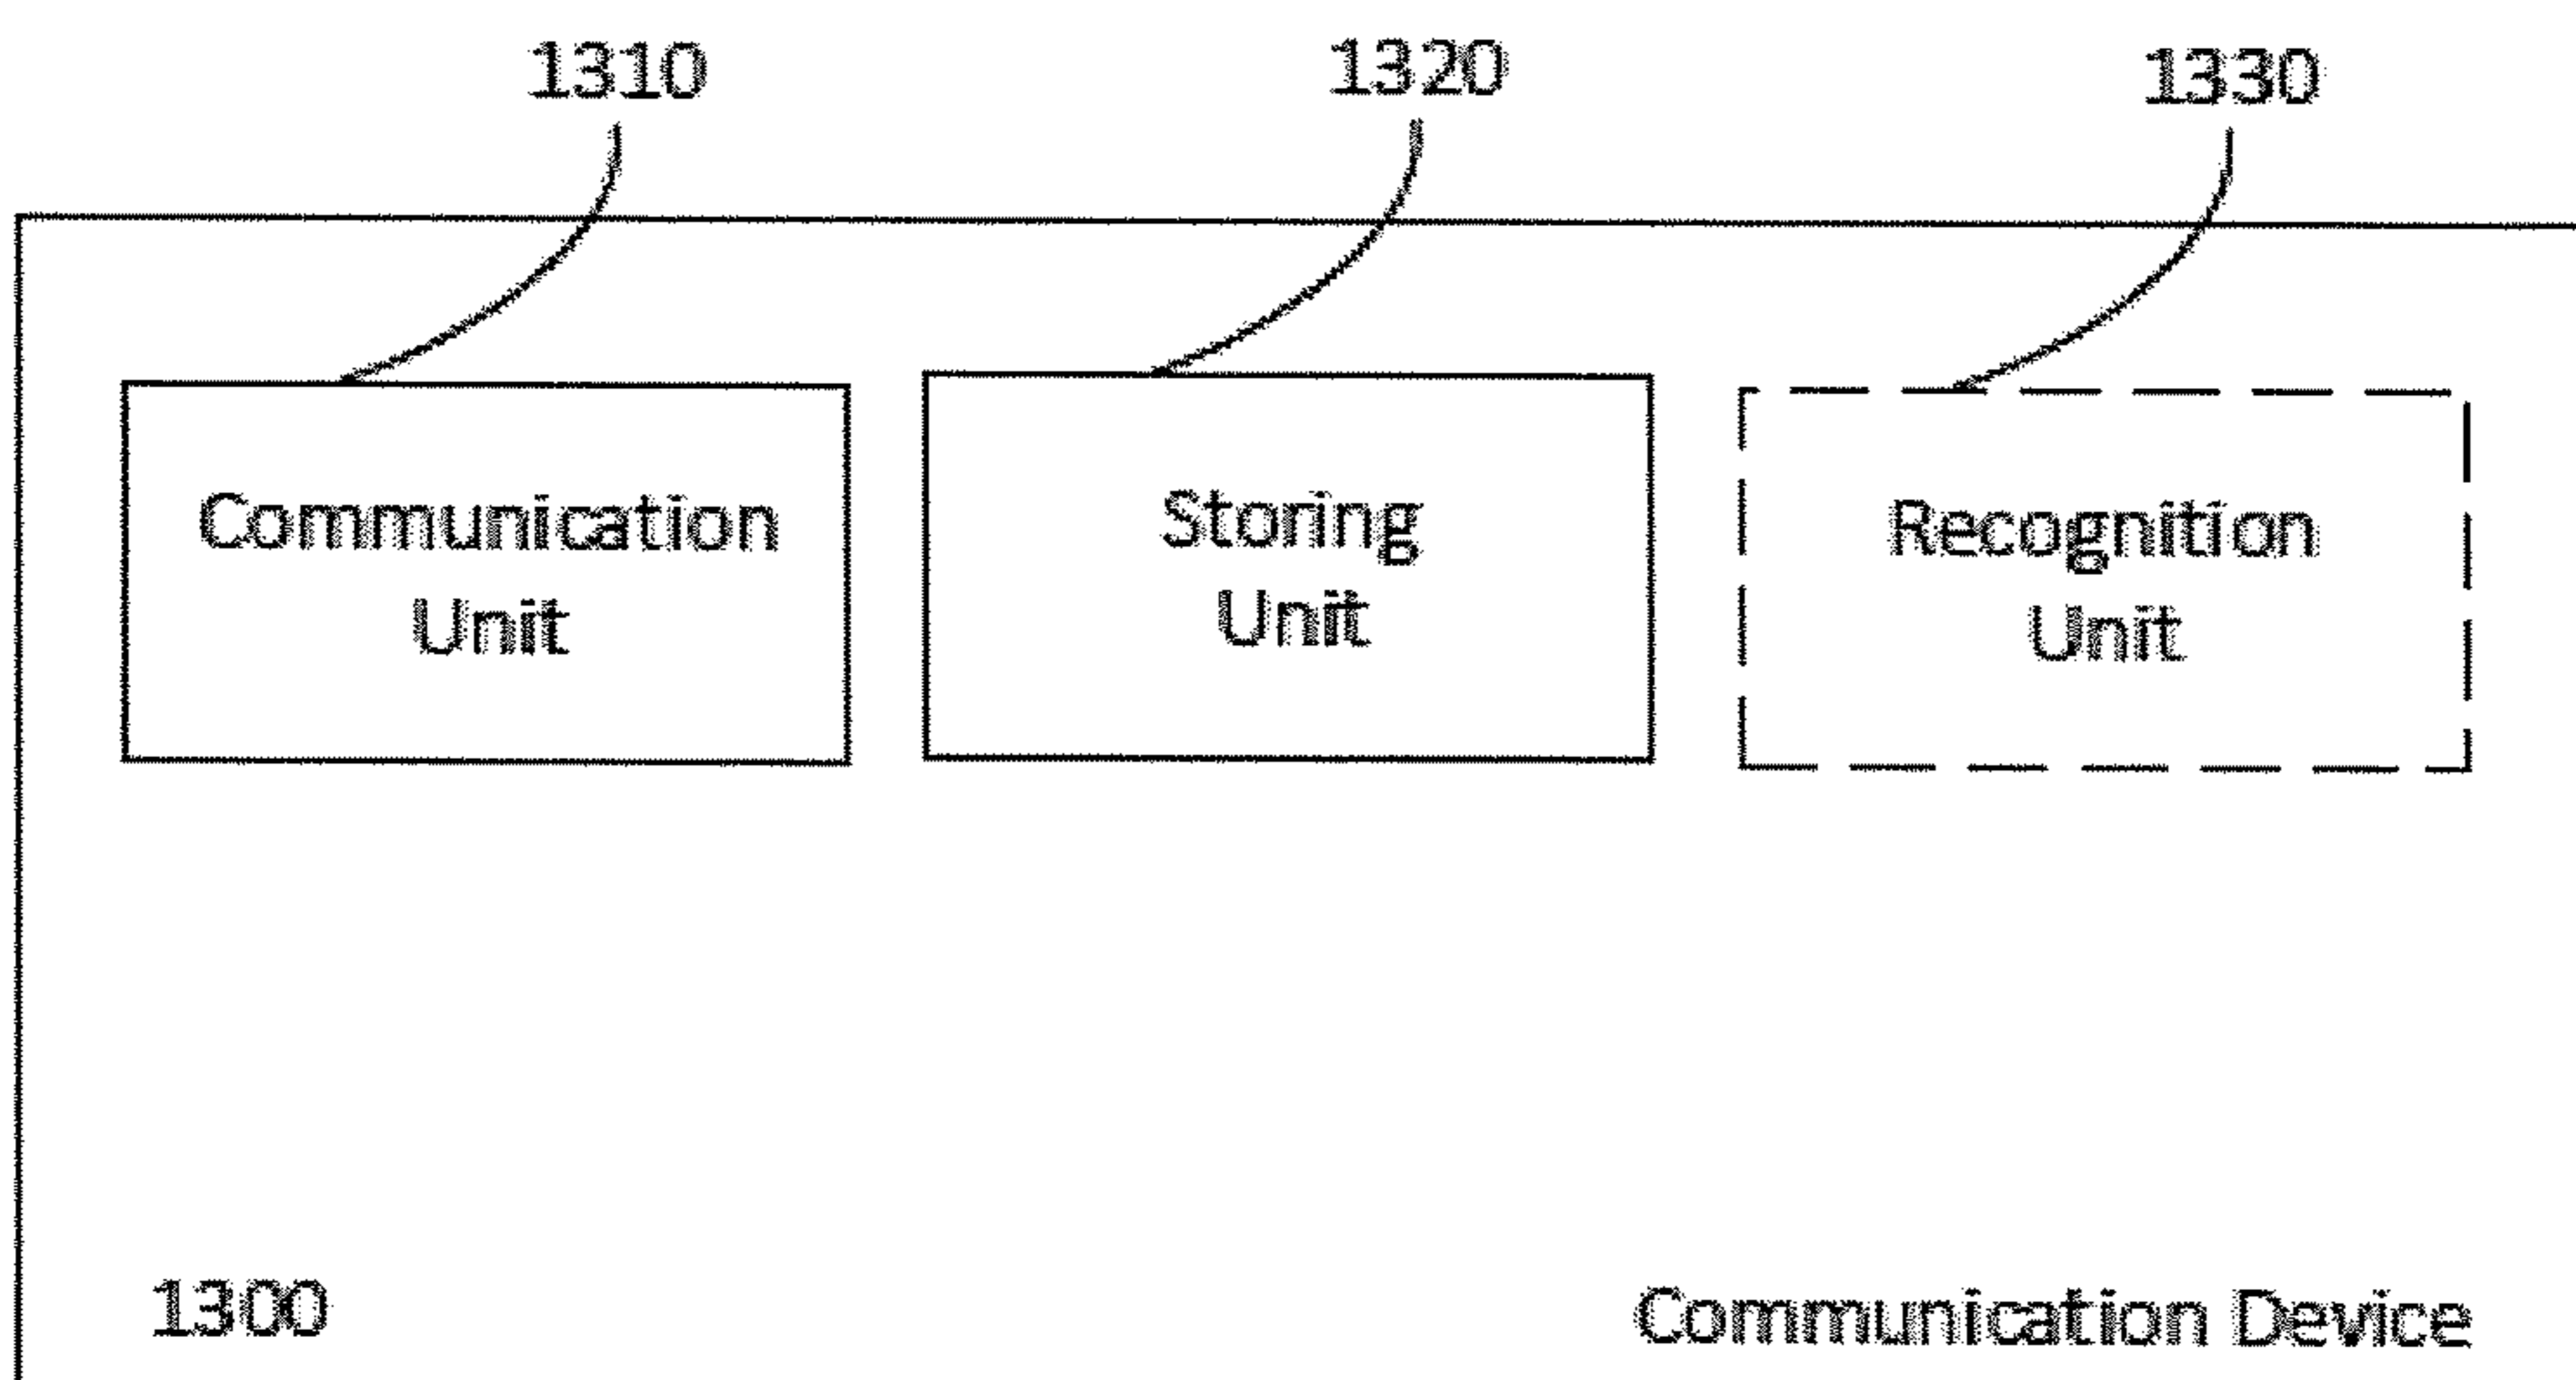 1310
1320
1330
Communication
Unit
Storing
Unit
Recognition
Unit
1300
Communication Device